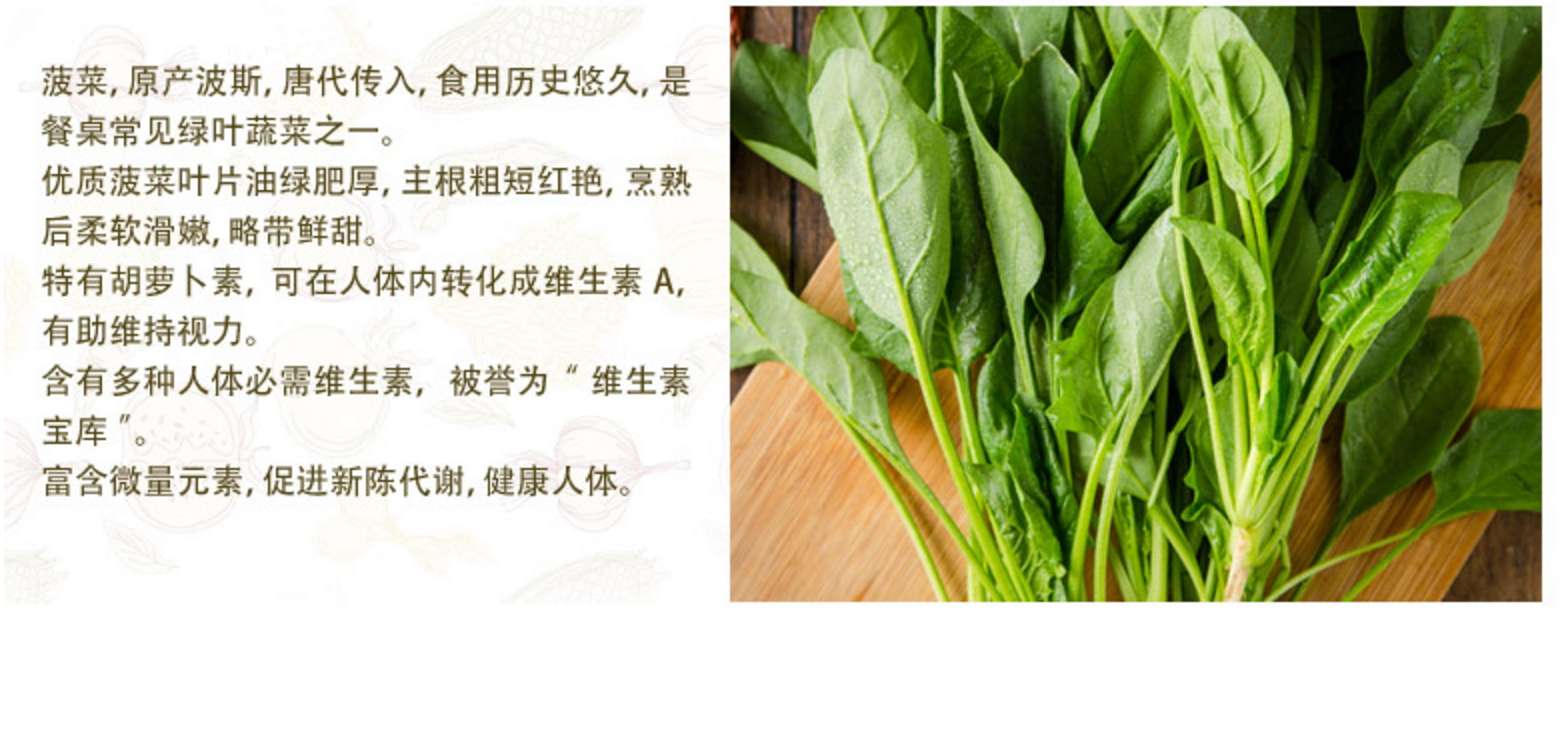 菠菜, 原产波斯, 唐代传入, 食用历史悠久, 是
餐桌常见绿叶蔬菜之一。
优质菠菜叶片油绿肥厚, 主根粗短红艳, 烹熟
后柔软滑嫩, 略带鲜甜。
特有胡萝卜素, 可在人体内转化成维生素 A,
有助维持视力。
含有多种人体必需维生素, 被誉为 “ 维生素
宝库 ”。
富含微量元素, 促进新陈代谢, 健康人体。